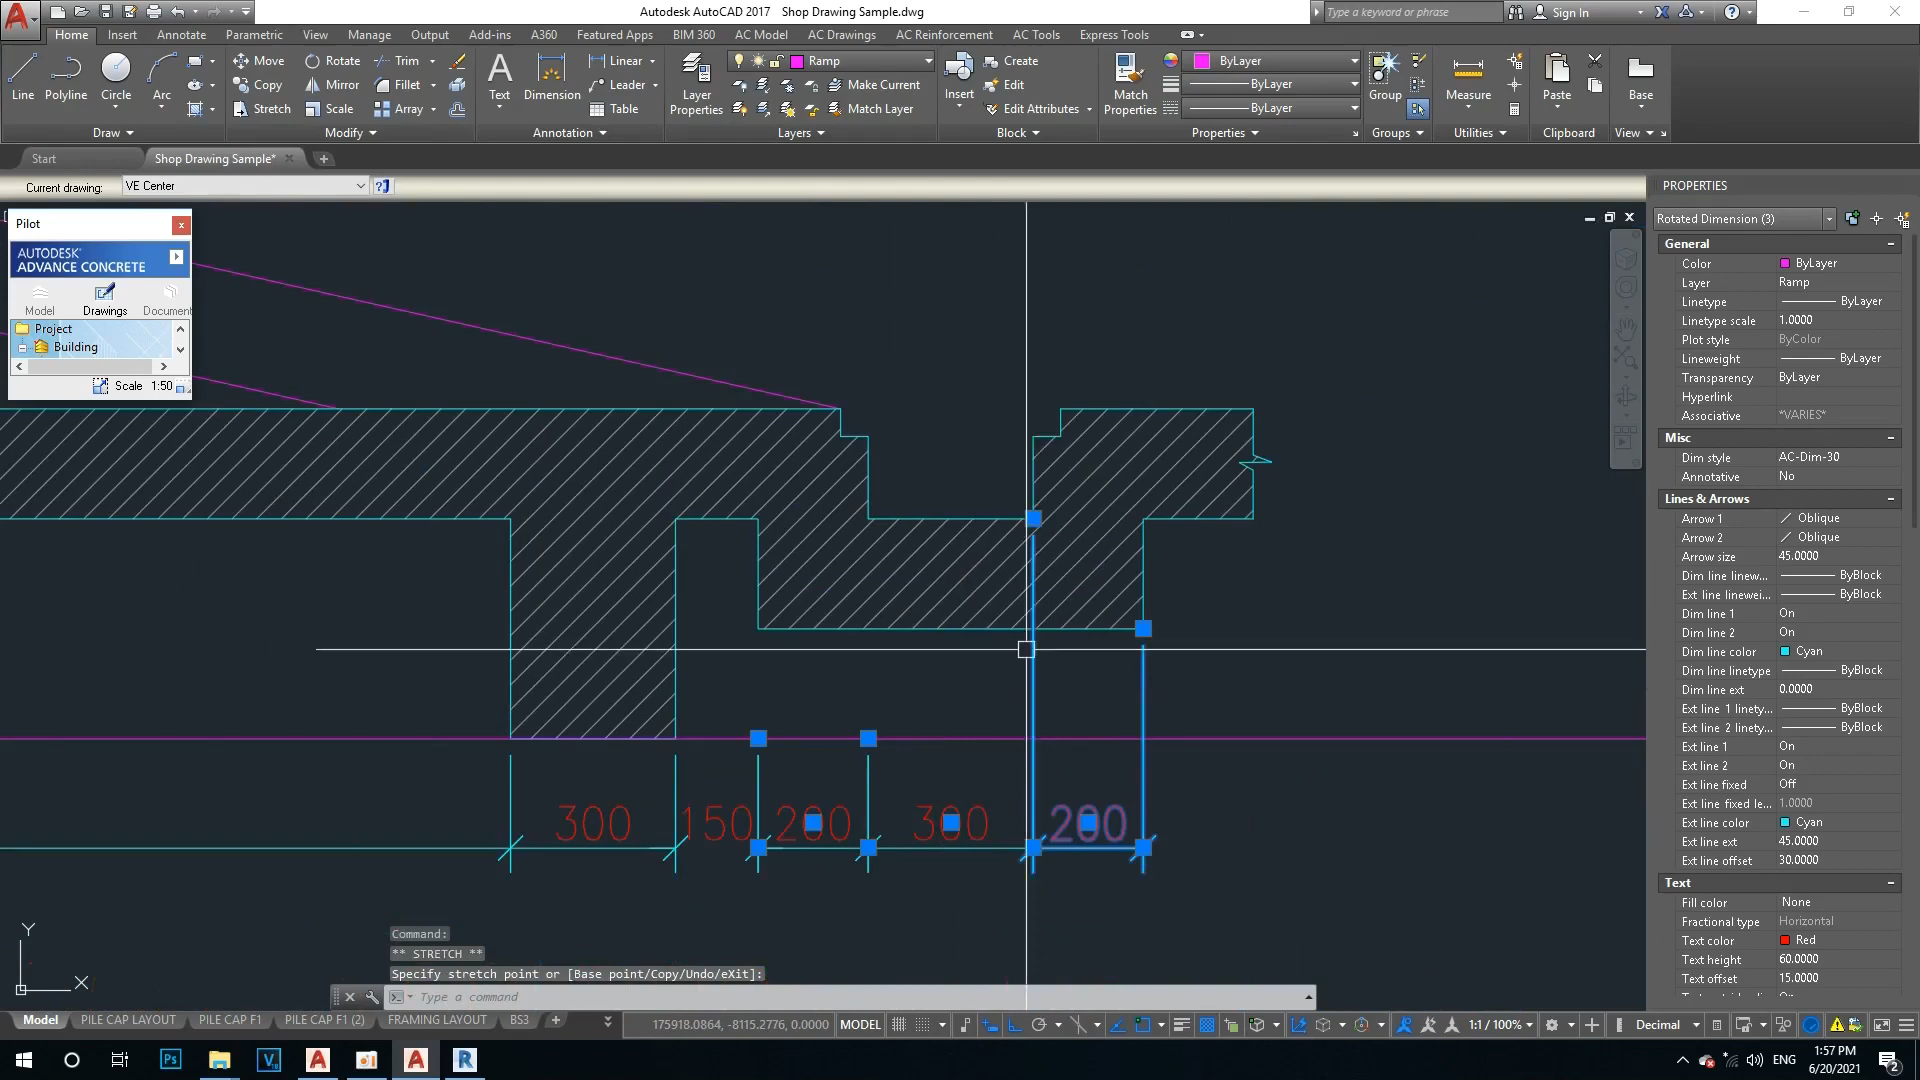 Autodesk AutoCAD 2017 Shop Drawing Sample.dwg
Type a keyword or phrase
Sign In
Home Insert Annotate Parametric View Manage Output Add-ins A360 Featured Apps BIM 360 AC Model AC Drawings AC Reinforcement AC Tools Express Tools
Line Polyline Circle Arc
Draw
Move Rotate Trim
Copy Mirror Fillet
Stretch Scale Array
Modify
Text Dimension
Linear
Leader
Table
Annotation
Layer Properties
Ramp
Make Current
Match Layer
Layers
Insert
Create
Edit
Edit Attributes
Block
Match Properties
ByLayer
ByLayer
ByLayer
Properties
Group
Groups
Measure
Utilities
Paste
Clipboard
Base
View
Start Shop Drawing Sample*
Current drawing: VE Center
Pilot
AUTODESK
ADVANCE CONCRETE
Model Drawings Document
Project
Building
Scale 1:50
300 150 200 300 200
Y
X
Command:
** STRETCH **
Specify stretch point or [Base point/Copy/Undo/eXit]:
Type a command
PROPERTIES
Rotated Dimension (3)
General
Color ByLayer
Layer Ramp
Linetype ByLayer
Linetype scale 1.0000
Plot style ByColor
Lineweight ByLayer
Transparency ByLayer
Hyperlink
Associative *VARIES*
Misc
Dim style AC-Dim-30
Annotative No
Lines & Arrows
Arrow 1 Oblique
Arrow 2 Oblique
Arrow size 45.0000
Dim line linew... ByBlock
Ext line linewei... ByBlock
Dim line 1 On
Dim line 2 On
Dim line color Cyan
Dim line linetype ByBlock
Dim line ext 0.0000
Ext line 1 linety... ByBlock
Ext line 2 linety... ByBlock
Ext line 1 On
Ext line 2 On
Ext line fixed Off
Ext line fixed le... 1.0000
Ext line color Cyan
Ext line ext 45.0000
Ext line offset 30.0000
Text
Fill color None
Fractional type Horizontal
Text color Red
Text height 60.0000
Text offset 15.0000
Model PILE CAP LAYOUT PILE CAP F1 PILE CAP F1 (2) FRAMING LAYOUT BS3
175918.0864, -8115.2776, 0.0000 MODEL 1:1 / 100% Decimal
ENG
1:57 PM
6/20/2021
2